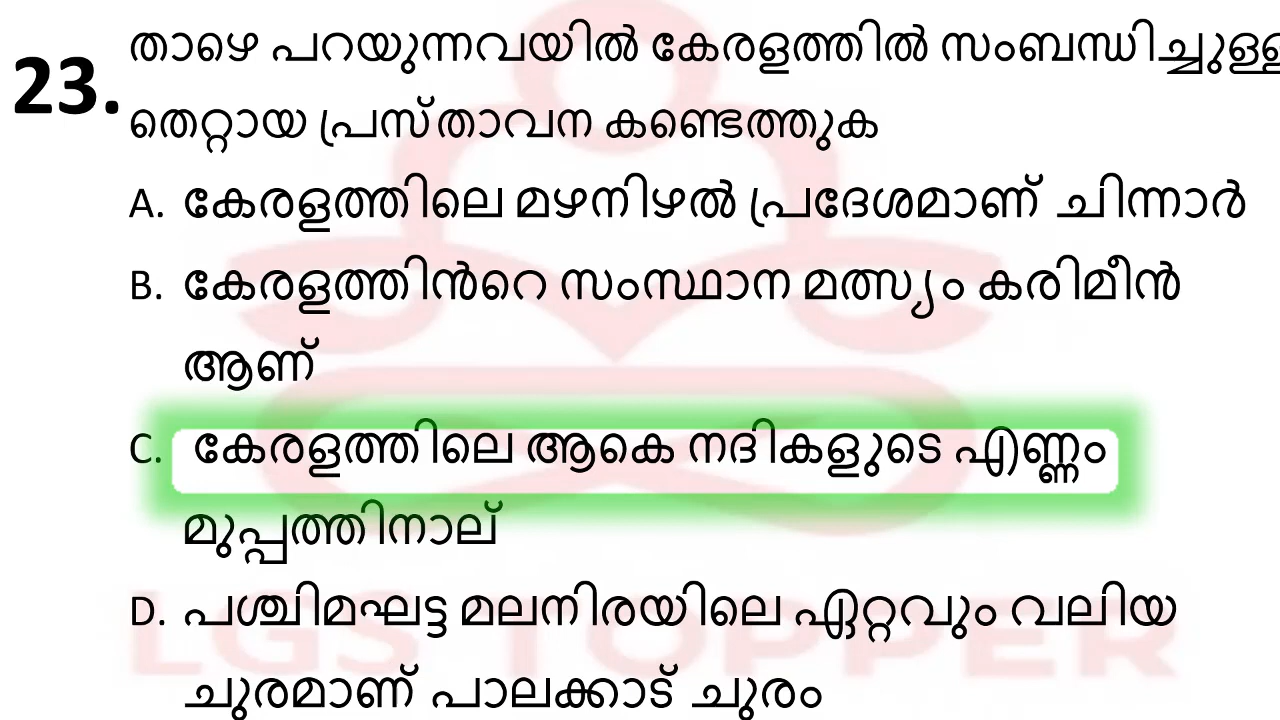 23.
താഴെ പറയുന്നവയിൽ കേരളത്തിൽ സംബന്ധിച്ചുള്ള
തെറ്റായ പ്രസ്താവന കണ്ടെത്തുക
A. കേരളത്തിലെ മഴനിഴൽ പ്രദേശമാണ് ചിന്നാർ
B. കേരളത്തിൻറെ സംസ്ഥാന മത്സ്യം കരിമീൻ
ആണ്
C. കേരളത്തിലെ ആകെ നദികളുടെ എണ്ണം
മുപ്പത്തിനാല്
D. പശ്ചിമഘട്ട മലനിരയിലെ ഏറ്റവും വലിയ
ചുരമാണ് പാലക്കാട് ചുരം
LGS TOPPER